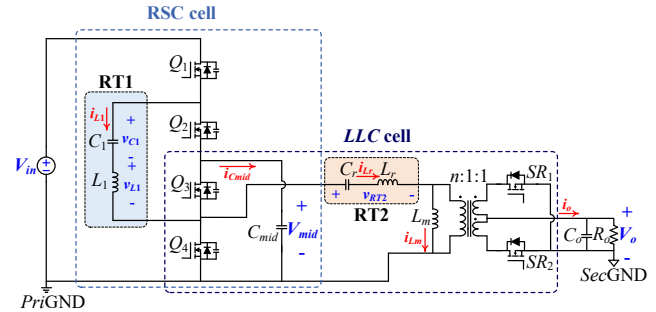 RSC cell
Q1
RT1
iL1
+
C1
vC1
-
+
L1
vL1
-
Q2
Vin
LLC cell
iCmid
Cr
iLr
Lr
n:1:1
SR1
Q3
+
vRT2
-
RT2
Lm
io
+
Vmid
-
Cmid
Q4
iLm
Co
Ro
+
Vo
-
SR2
PriGND
SecGND